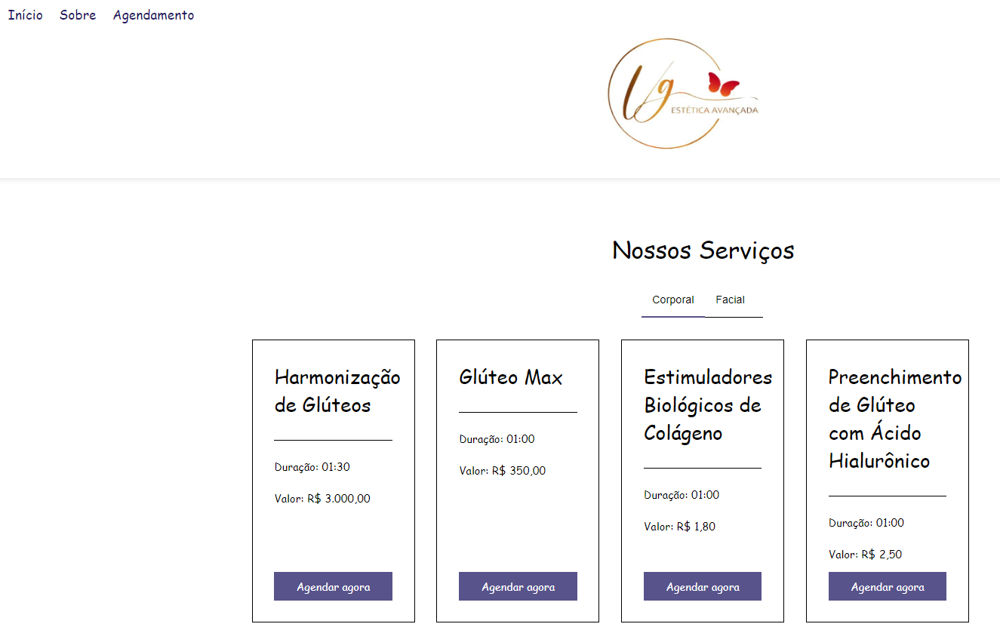 Início Sobre Agendamento
Vg
ESTÉTICA AVANÇADA
Nossos Serviços
Corporal Facial
Harmonização
de Glúteos
Duração: 01:30
Valor: R$ 3.000,00
Agendar agora
Glúteo Max
Duração: 01:00
Valor: R$ 350,00
Agendar agora
Estimuladores
Biológicos de
Colágeno
Duração: 01:00
Valor: R$ 1,80
Agendar agora
Preenchimento
de Glúteo
com Ácido
Hialurônico
Duração: 01:00
Valor: R$ 2,50
Agendar agora